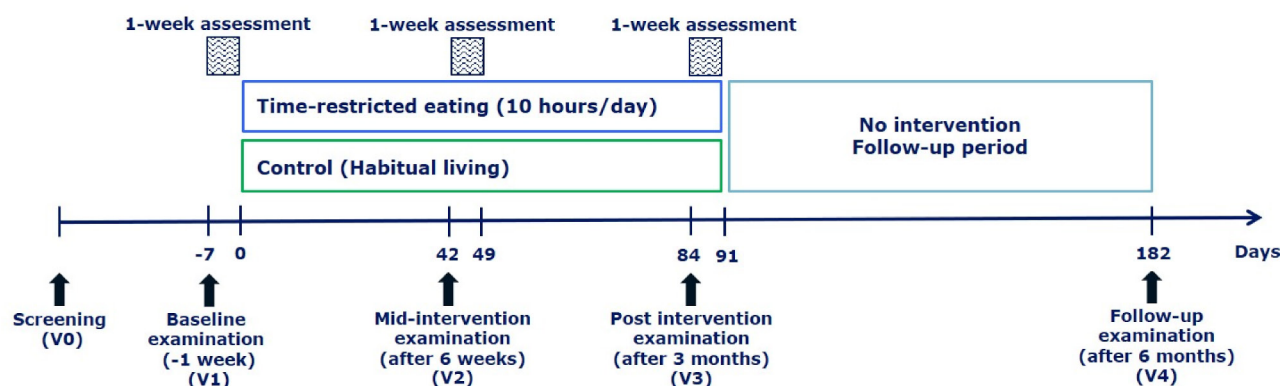 1-week assessment
1-week assessment
1-week assessment
Time-restricted eating (10 hours/day)
Control (Habitual living)
No intervention
Follow-up period
-7
0
42
49
84
91
182
Days
Screening
(V0)
Baseline
examination
(-1 week)
(V1)
Mid-intervention
examination
(after 6 weeks)
(V2)
Post intervention
examination
(after 3 months)
(V3)
Follow-up
examination
(after 6 months)
(V4)